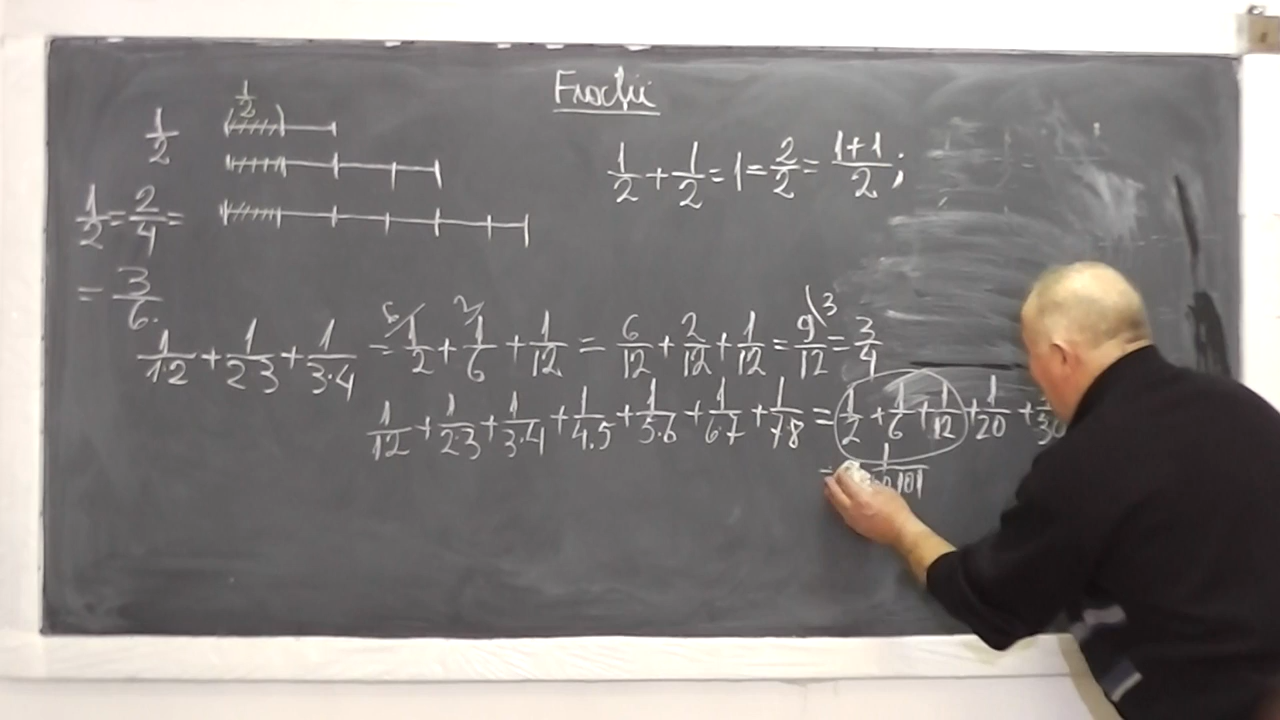 Fracții
1/2
1/2
1/2 + 1/2 = 1 = 2/2 = (1+1)/2 ;
1/2 = 2/4 =
= 3/6.
1/(1·2) + 1/(2·3) + 1/(3·4) = 1/2 + 1/6 + 1/12 = 6/12 + 2/12 + 1/12 = 9/12 = 3/4
1/(1·2) + 1/(2·3) + 1/(3·4) + 1/(4·5) + 1/(5·6) + 1/(6·7) + 1/(7·8) = 1/2 + 1/6 + 1/12 + 1/20 + 1/30